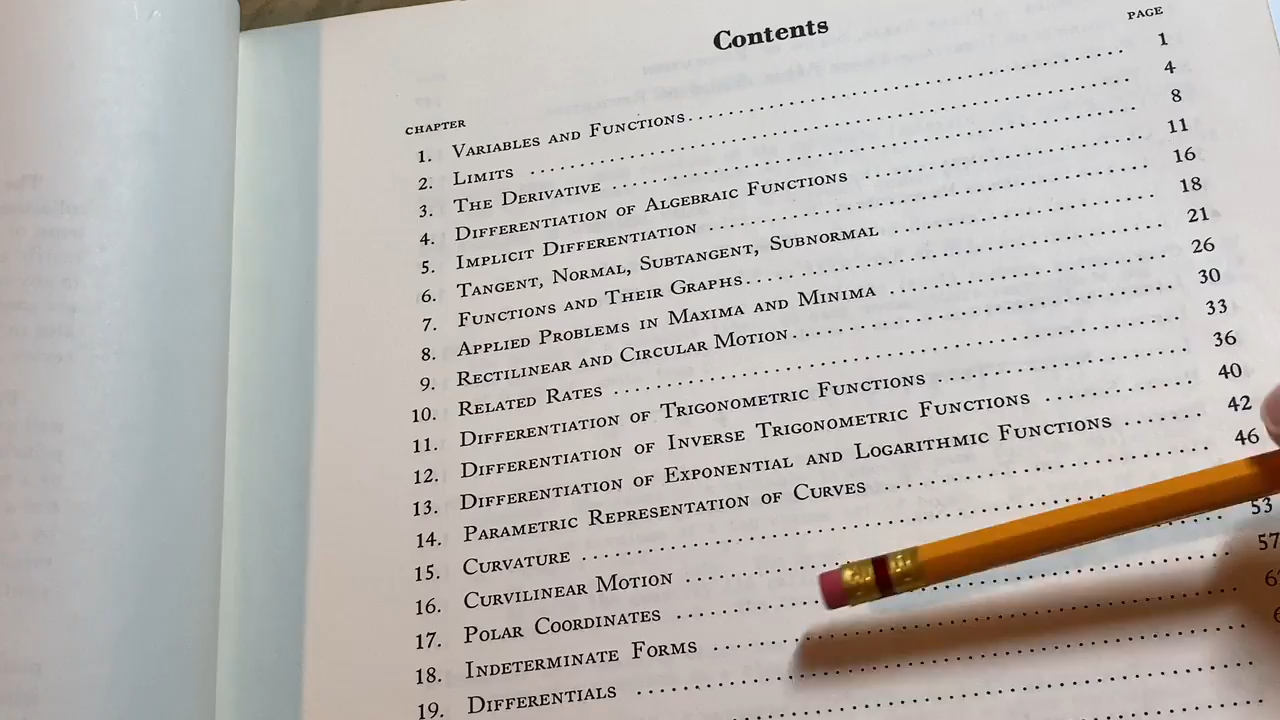 Contents
CHAPTER PAGE
1. VARIABLES AND FUNCTIONS 1
2. LIMITS 4
3. THE DERIVATIVE 8
4. DIFFERENTIATION OF ALGEBRAIC FUNCTIONS 11
5. IMPLICIT DIFFERENTIATION 16
6. TANGENT, NORMAL, SUBTANGENT, SUBNORMAL 18
7. FUNCTIONS AND THEIR GRAPHS 21
8. APPLIED PROBLEMS IN MAXIMA AND MINIMA 26
9. RECTILINEAR AND CIRCULAR MOTION 30
10. RELATED RATES 33
11. DIFFERENTIATION OF TRIGONOMETRIC FUNCTIONS 36
12. DIFFERENTIATION OF INVERSE TRIGONOMETRIC FUNCTIONS 40
13. DIFFERENTIATION OF EXPONENTIAL AND LOGARITHMIC FUNCTIONS 42
14. PARAMETRIC REPRESENTATION OF CURVES 46
15. CURVATURE
16. CURVILINEAR MOTION 53
17. POLAR COORDINATES 57
18. INDETERMINATE FORMS
19. DIFFERENTIALS